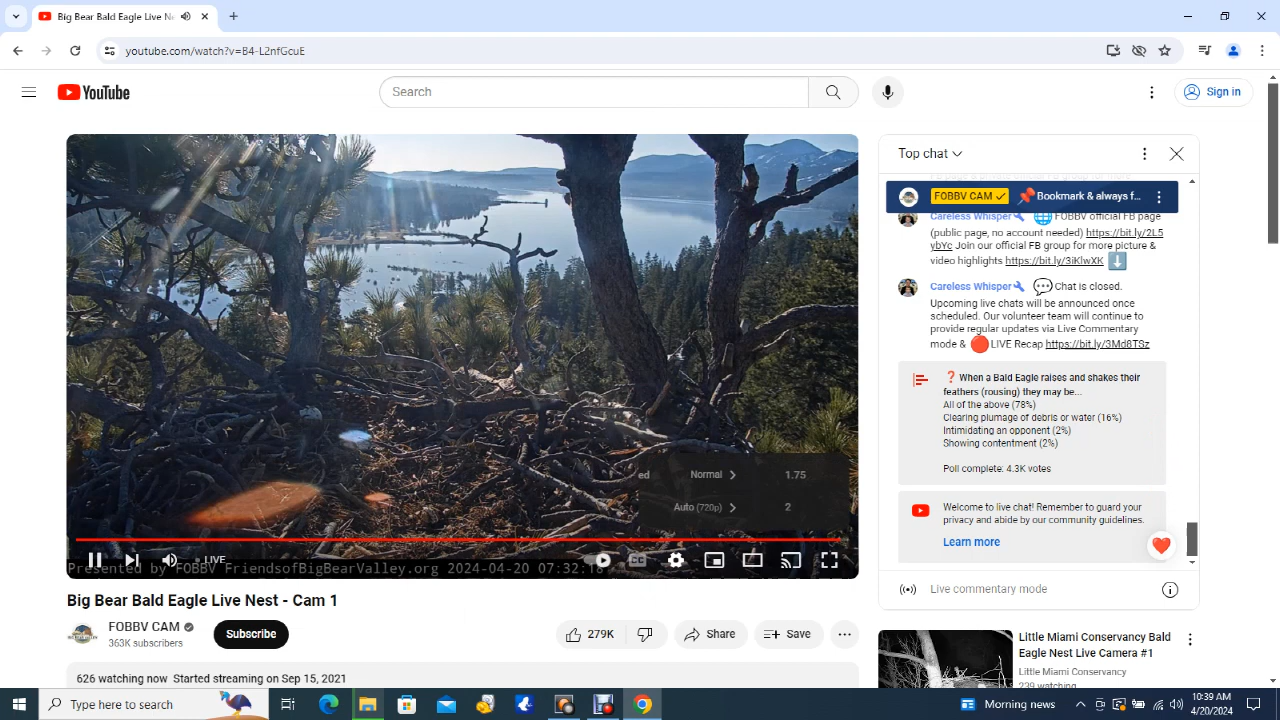 Big Bear Bald Eagle Live Ne
youtube.com/watch?v=B4-L2nfGcuE
YouTube
Search
Sign in
Top chat
FOBBV CAM 📌Bookmark & always f...
Careless Whisper🔧 🌐 FOBBV official FB page
(public page, no account needed) https://bit.ly/2L5
ybYc Join our official FB group for more picture &
video highlights https://bit.ly/3iKlwXK ⬇️
Careless Whisper🔧 💬 Chat is closed.
Upcoming live chats will be announced once
scheduled. Our volunteer team will continue to
provide regular updates via Live Commentary
mode & 🔴 LIVE Recap https://bit.ly/3Md8TSz
❓When a Bald Eagle raises and shakes their
feathers (rousing) they may be...
All of the above (78%)
Clearing plumage of debris or water (16%)
Intimidating an opponent (2%)
Showing contentment (2%)
Poll complete: 4.3K votes
Welcome to live chat! Remember to guard your
privacy and abide by our community guidelines.
Learn more
Live commentary mode
ed Normal 1.75
Auto (720p) 2
LIVE
CC
Presented by FOBBV FriendsofBigBearValley.org 2024-04-20 07:32:18
Big Bear Bald Eagle Live Nest - Cam 1
FOBBV CAM
363K subscribers
Subscribe
279K
Share
Save
626 watching now Started streaming on Sep 15, 2021
Little Miami Conservancy Bald
Eagle Nest Live Camera #1
Little Miami Conservancy
239 watching
Type here to search
Morning news
10:39 AM
4/20/2024